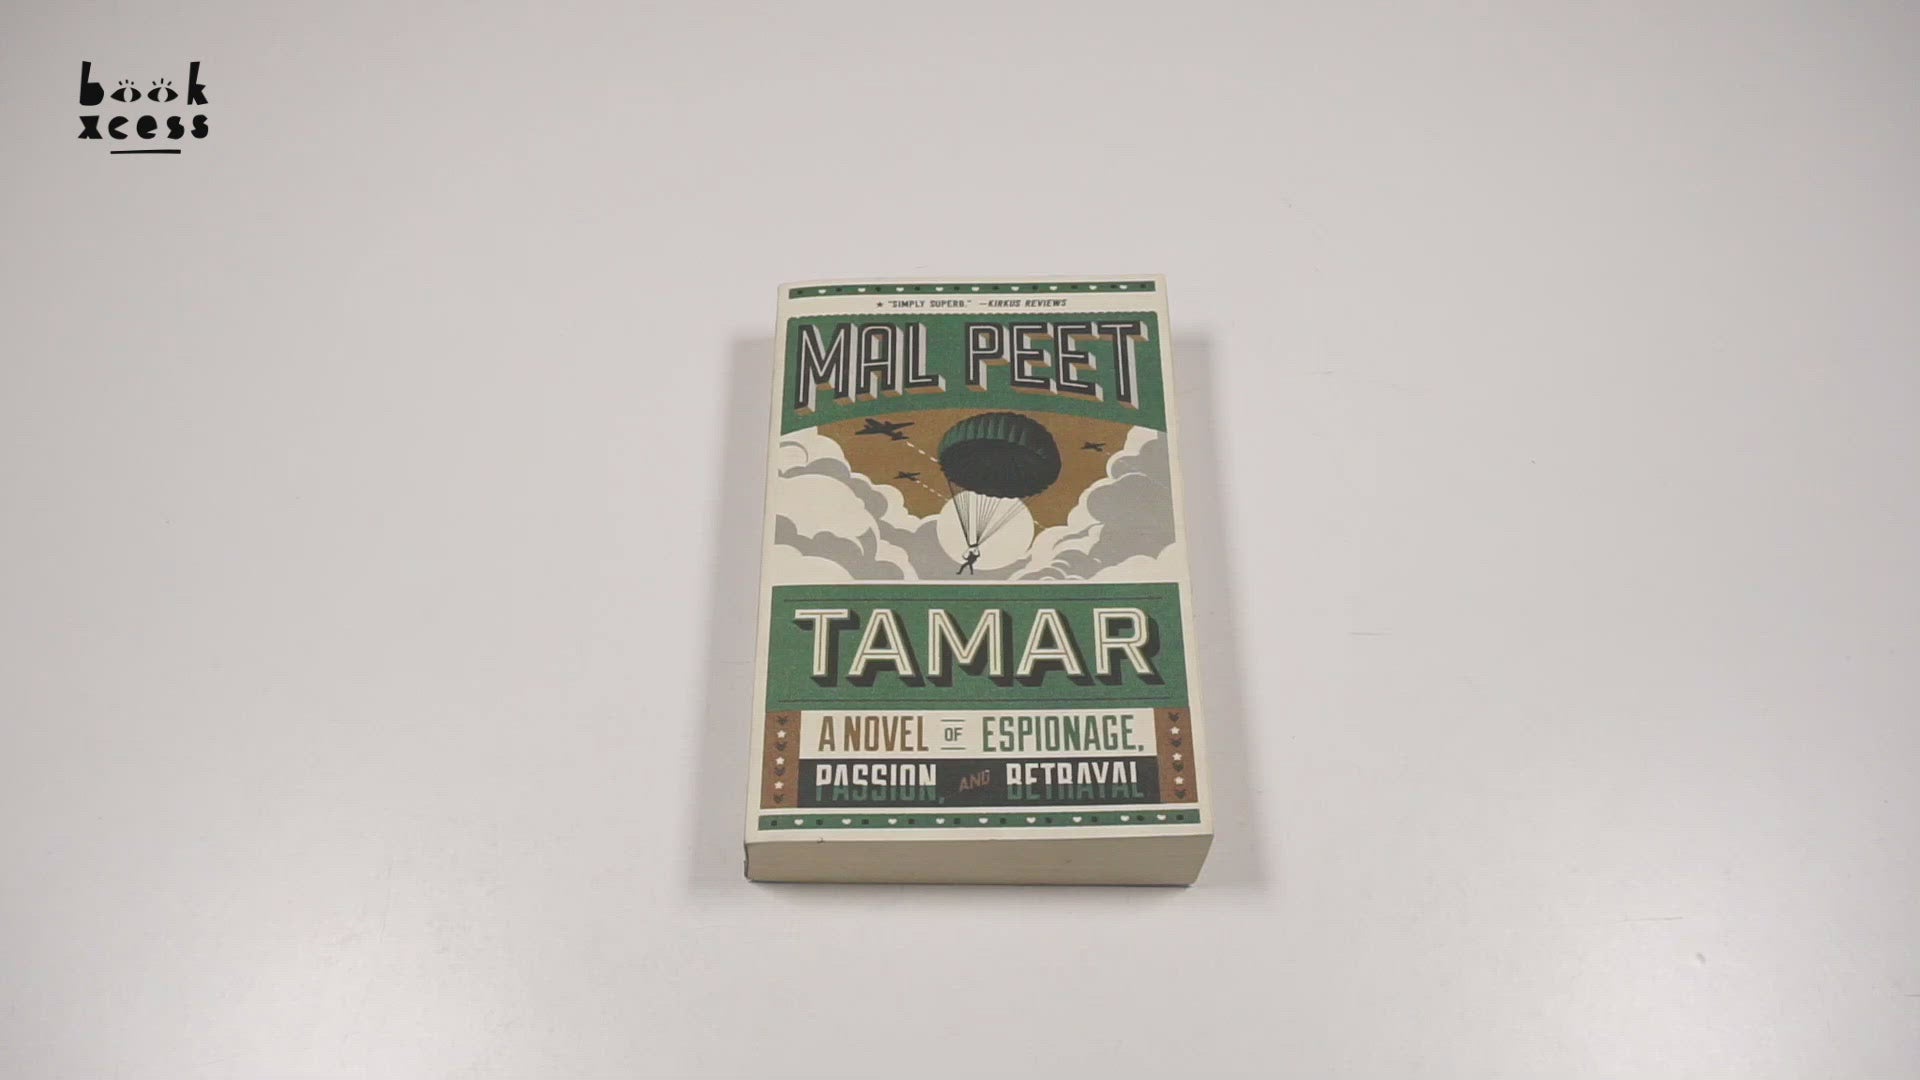 book
xcess
★ "SIMPLY SUPERB." —KIRKUS REVIEWS
MAL PEET
TAMAR
A NOVEL OF ESPIONAGE,
PASSION, AND BETRAYAL